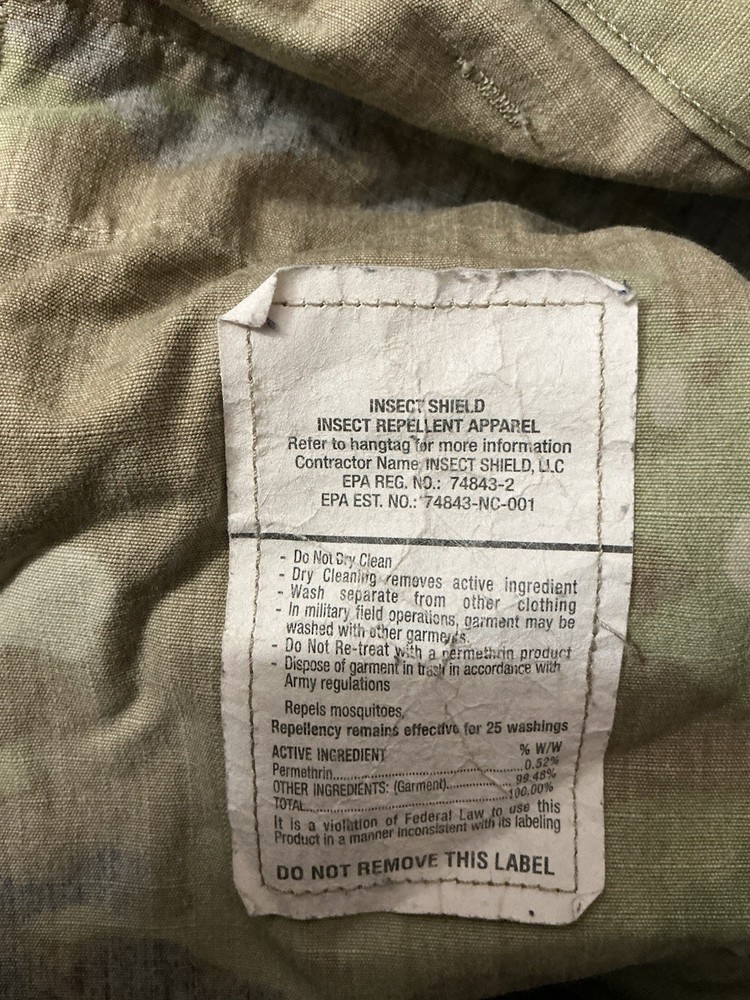 INSECT SHIELD
INSECT REPELLENT APPAREL
Refer to hangtag for more information
Contractor Name INSECT SHIELD, LLC
EPA REG. NO.: 74843-2
EPA EST. NO.: 74843-NC-001
- Do Not Dry Clean
- Dry Cleaning removes active ingredient
- Wash separate from other clothing
- In military field operations, garment may be
washed with other garments.
- Do Not Re-treat with a permethrin product
- Dispose of garment in trash in accordance with
Army regulations
Repels mosquitoes,
Repellency remains effective for 25 washings
ACTIVE INGREDIENT % W/W
Permethrin..........................0.52%
OTHER INGREDIENTS: (Garment).............99.48%
TOTAL..........................100.00%
It is a violation of Federal Law to use this
Product in a manner inconsistent with its labeling
DO NOT REMOVE THIS LABEL